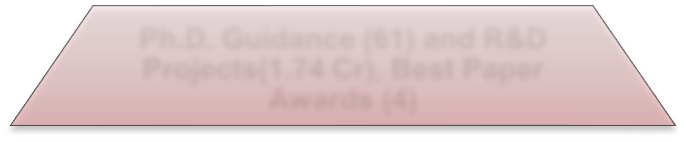 Ph.D. Guidance (61) and R&D
Projects(1.74 Cr), Best Paper
Awards (4)